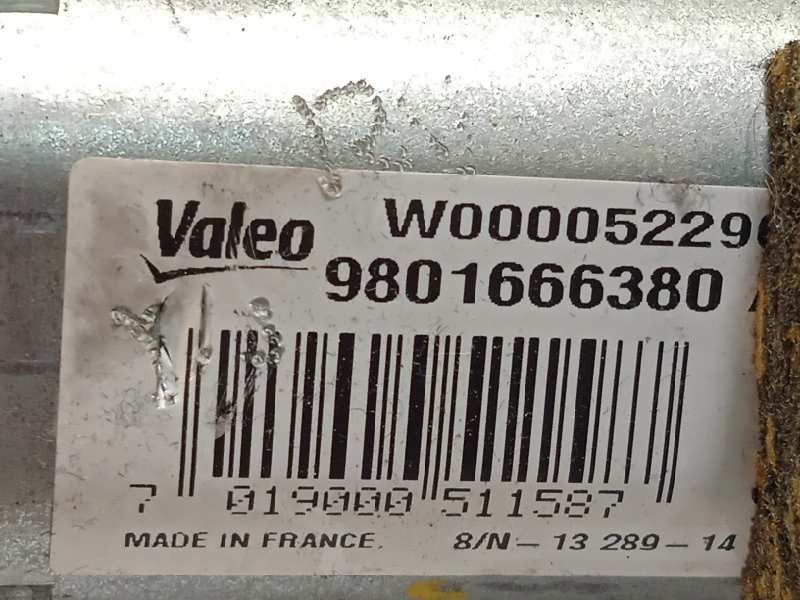 Valeo W00005229
9801666380
7 019000 511587
MADE IN FRANCE. 8/N - 13 289 - 14